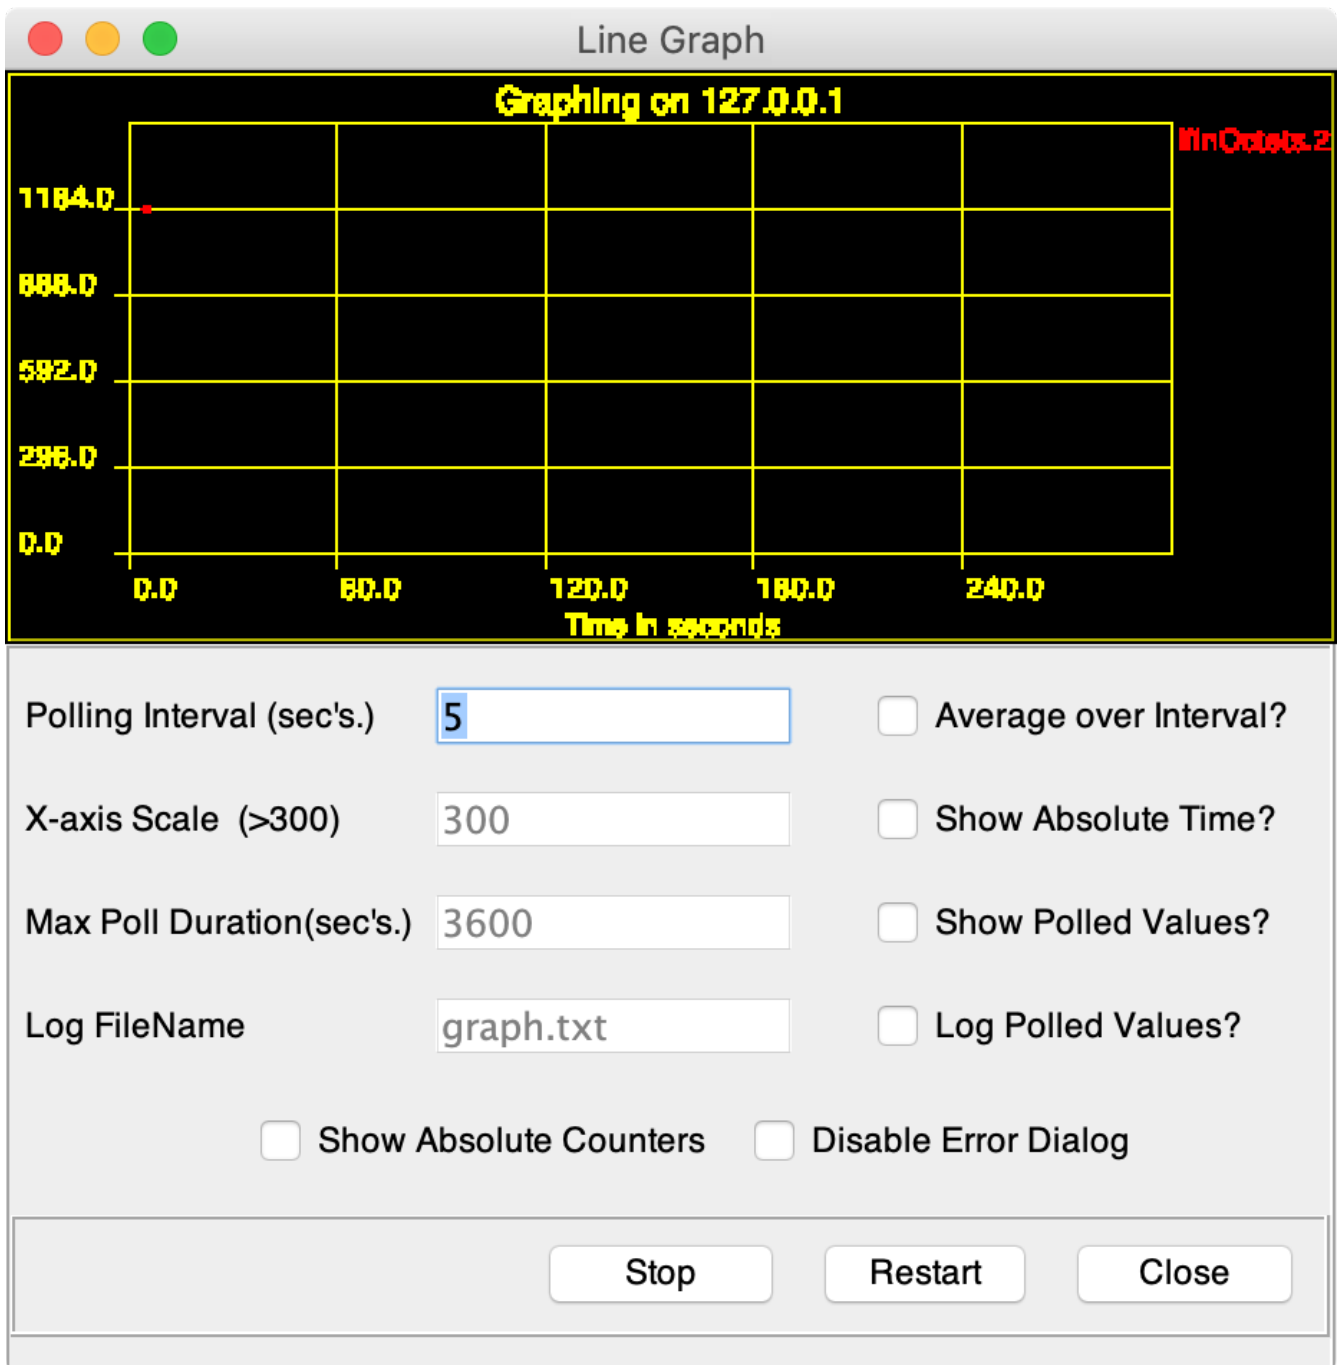 Line Graph
Graphing on 127.0.0.1
ifInOctets.2
1184.0
888.0
592.0
296.0
0.0
0.0 60.0 120.0 180.0 240.0
Time in seconds
Polling Interval (sec's.) 5 Average over Interval?
X-axis Scale (>300) 300 Show Absolute Time?
Max Poll Duration(sec's.) 3600 Show Polled Values?
Log FileName graph.txt Log Polled Values?
Show Absolute Counters Disable Error Dialog
Stop Restart Close